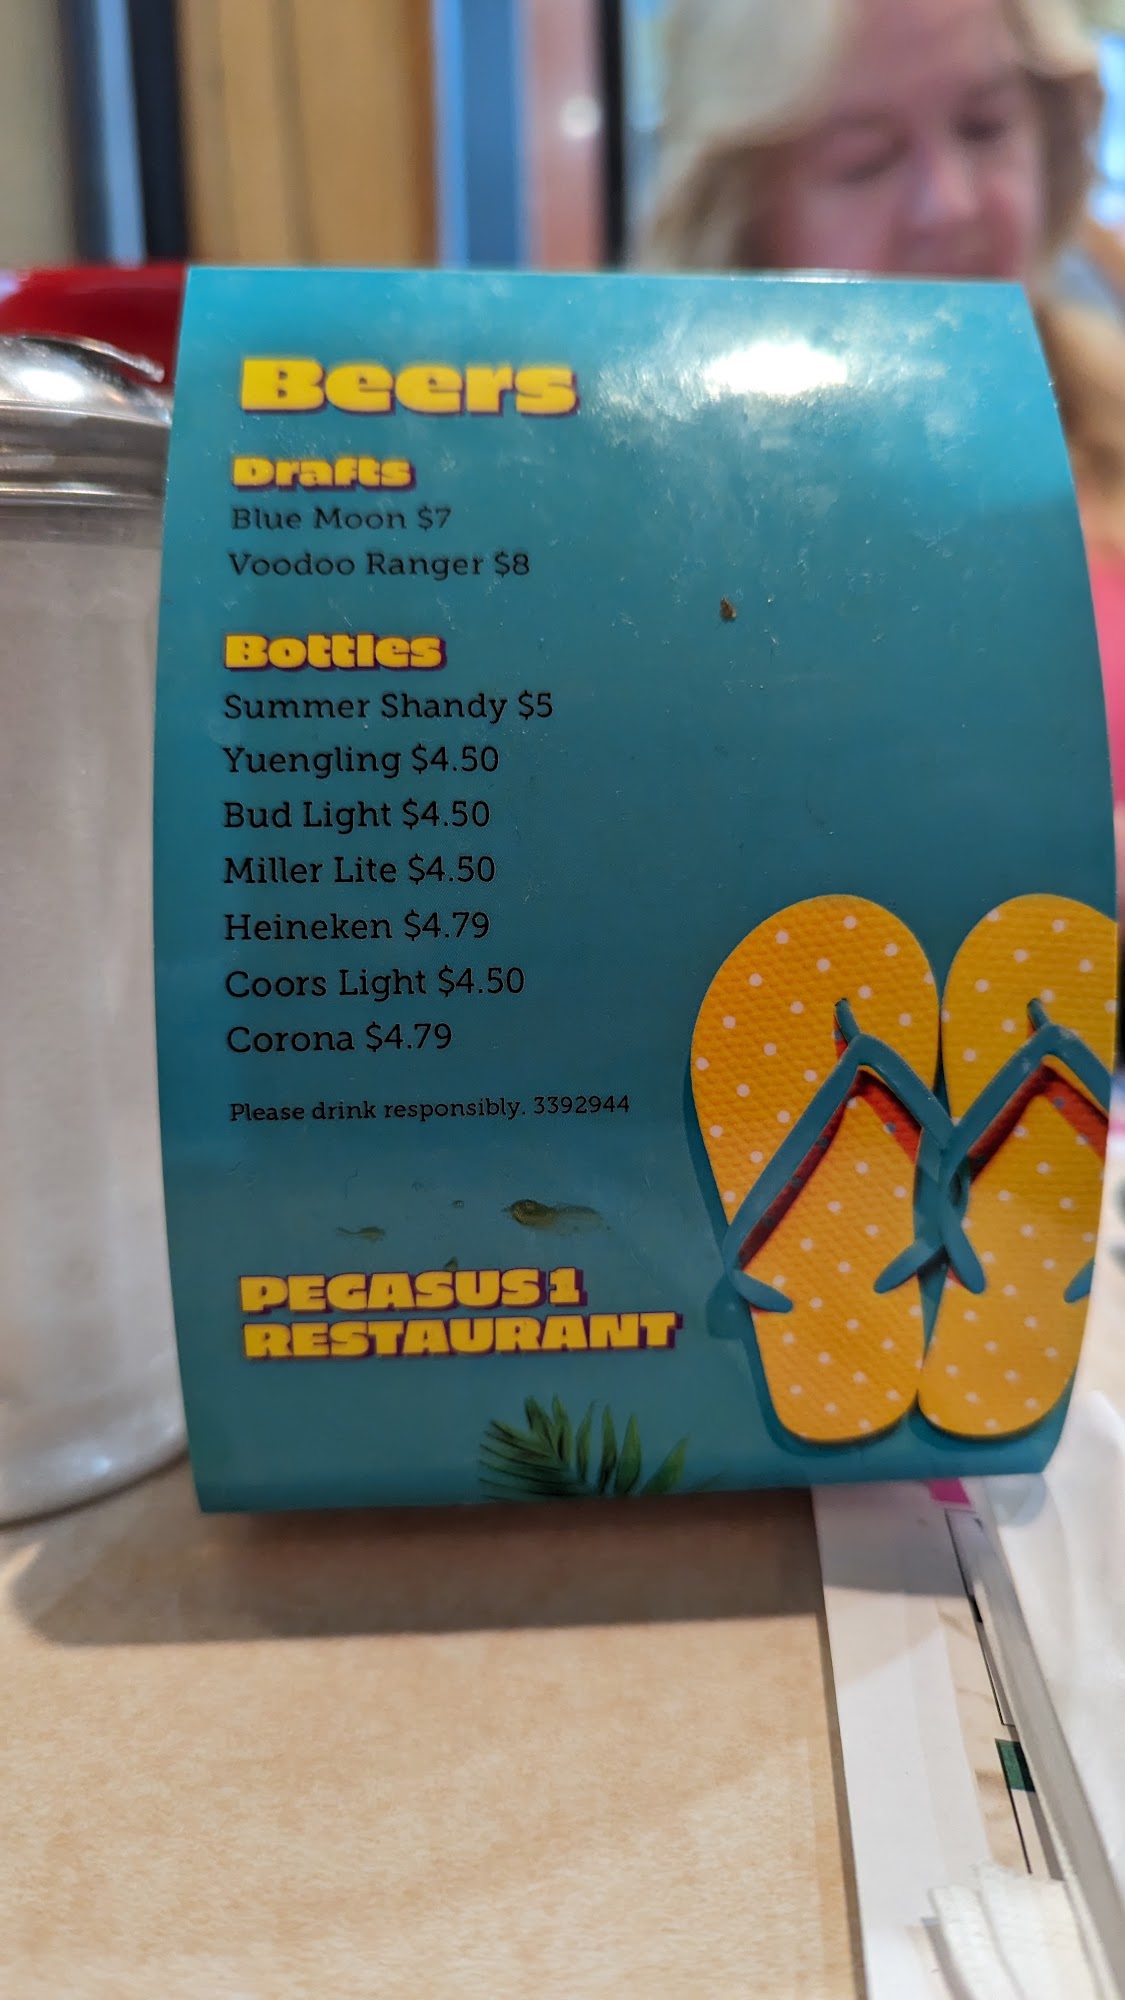 Beers
Drafts
Blue Moon $7
Voodoo Ranger $8
Bottles
Summer Shandy $5
Yuengling $4.50
Bud Light $4.50
Miller Lite $4.50
Heineken $4.79
Coors Light $4.50
Corona $4.79
Please drink responsibly. 3392944
PEGASUS 1
RESTAURANT